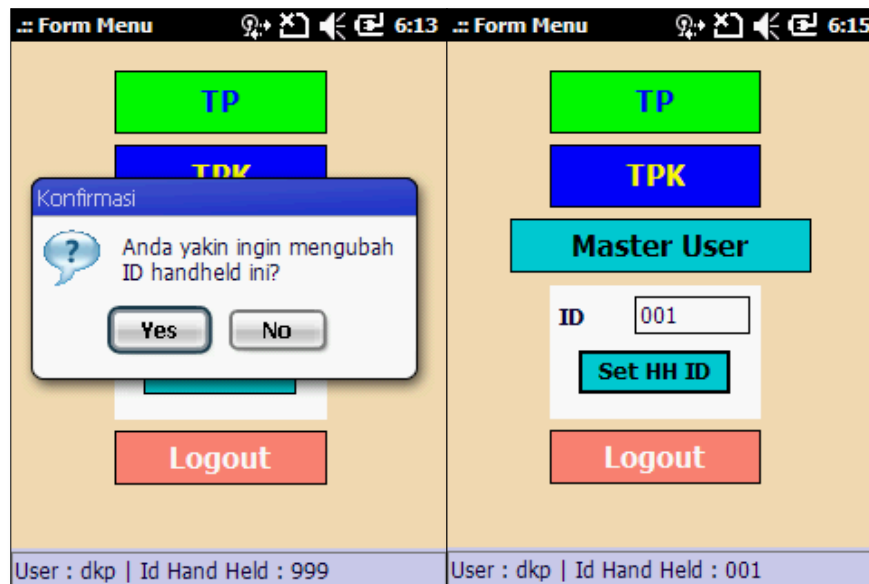 .:: Form Menu 6:13
TP
TPK
Konfirmasi
Anda yakin ingin mengubah
ID handheld ini?
Yes No
Logout
User : dkp | Id Hand Held : 999
.:: Form Menu 6:15
TP
TPK
Master User
ID 001
Set HH ID
Logout
User : dkp | Id Hand Held : 001